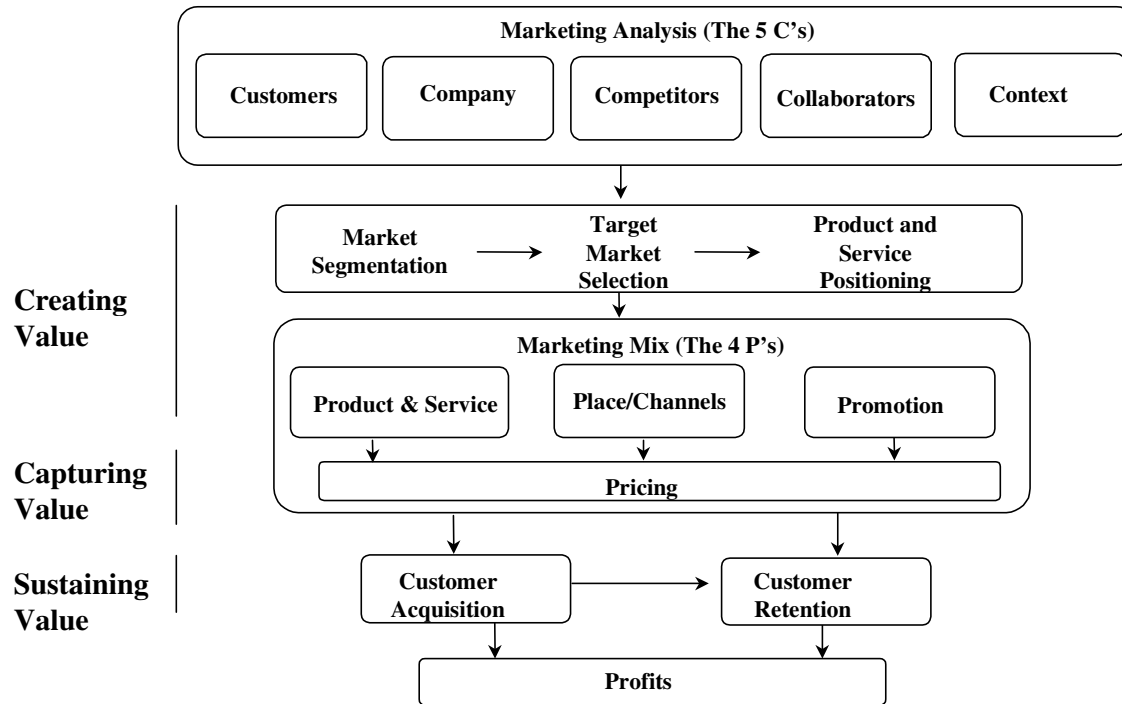 Marketing Analysis (The 5 C's)
Customers
Company
Competitors
Collaborators
Context
Creating
Value
Market
Segmentation
Target
Market
Selection
Product and
Service
Positioning
Marketing Mix (The 4 P's)
Product & Service
Place/Channels
Promotion
Capturing
Value
Pricing
Sustaining
Value
Customer
Acquisition
Customer
Retention
Profits